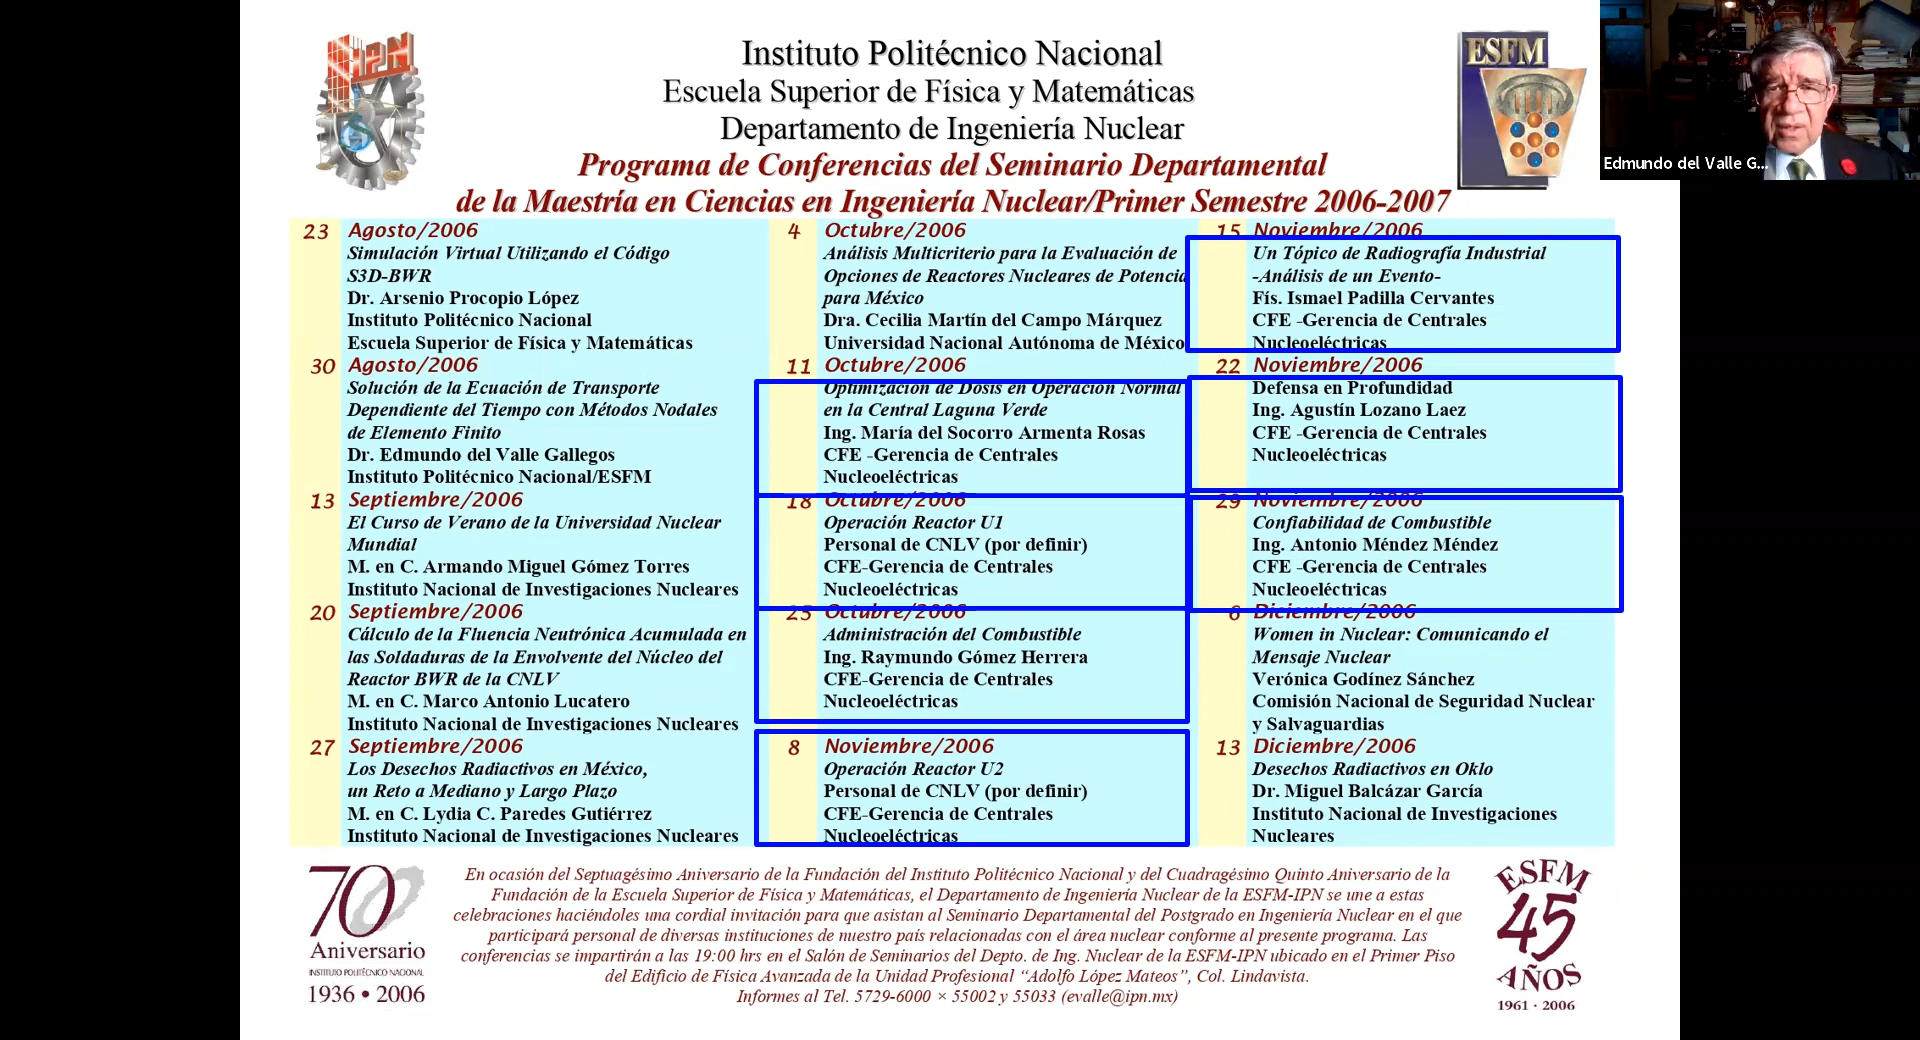 IPN
Instituto Politécnico Nacional
Escuela Superior de Física y Matemáticas
Departamento de Ingeniería Nuclear
Programa de Conferencias del Seminario Departamental
de la Maestría en Ciencias en Ingeniería Nuclear/Primer Semestre 2006-2007
ESFM
Edmundo del Valle G...
23 Agosto/2006
Simulación Virtual Utilizando el Código
S3D-BWR
Dr. Arsenio Procopio López
Instituto Politécnico Nacional
Escuela Superior de Física y Matemáticas
30 Agosto/2006
Solución de la Ecuación de Transporte
Dependiente del Tiempo con Métodos Nodales
de Elemento Finito
Dr. Edmundo del Valle Gallegos
Instituto Politécnico Nacional/ESFM
13 Septiembre/2006
El Curso de Verano de la Universidad Nuclear
Mundial
M. en C. Armando Miguel Gómez Torres
Instituto Nacional de Investigaciones Nucleares
20 Septiembre/2006
Cálculo de la Fluencia Neutrónica Acumulada en
las Soldaduras de la Envolvente del Núcleo del
Reactor BWR de la CNLV
M. en C. Marco Antonio Lucatero
Instituto Nacional de Investigaciones Nucleares
27 Septiembre/2006
Los Desechos Radiactivos en México,
un Reto a Mediano y Largo Plazo
M. en C. Lydia C. Paredes Gutiérrez
Instituto Nacional de Investigaciones Nucleares
4 Octubre/2006
Análisis Multicriterio para la Evaluación de
Opciones de Reactores Nucleares de Potencia
para México
Dra. Cecilia Martín del Campo Márquez
Universidad Nacional Autónoma de México
11 Octubre/2006
Optimización de Dosis en Operación Normal
en la Central Laguna Verde
Ing. María del Socorro Armenta Rosas
CFE -Gerencia de Centrales
Nucleoeléctricas
18 Octubre/2006
Operación Reactor U1
Personal de CNLV (por definir)
CFE-Gerencia de Centrales
Nucleoeléctricas
25 Octubre/2006
Administración del Combustible
Ing. Raymundo Gómez Herrera
CFE-Gerencia de Centrales
Nucleoeléctricas
8 Noviembre/2006
Operación Reactor U2
Personal de CNLV (por definir)
CFE-Gerencia de Centrales
Nucleoeléctricas
15 Noviembre/2006
Un Tópico de Radiografía Industrial
-Análisis de un Evento-
Fís. Ismael Padilla Cervantes
CFE -Gerencia de Centrales
Nucleoeléctricas
22 Noviembre/2006
Defensa en Profundidad
Ing. Agustín Lozano Laez
CFE -Gerencia de Centrales
Nucleoeléctricas
29 Noviembre/2006
Confiabilidad de Combustible
Ing. Antonio Méndez Méndez
CFE -Gerencia de Centrales
Nucleoeléctricas
6 Diciembre/2006
Women in Nuclear: Comunicando el
Mensaje Nuclear
Verónica Godínez Sánchez
Comisión Nacional de Seguridad Nuclear
y Salvaguardias
13 Diciembre/2006
Desechos Radiactivos en Oklo
Dr. Miguel Balcázar García
Instituto Nacional de Investigaciones
Nucleares
70
Aniversario
INSTITUTO POLITÉCNICO NACIONAL
1936 • 2006
En ocasión del Septuagésimo Aniversario de la Fundación del Instituto Politécnico Nacional y del Cuadragésimo Quinto Aniversario de la
Fundación de la Escuela Superior de Física y Matemáticas, el Departamento de Ingeniería Nuclear de la ESFM-IPN se une a estas
celebraciones haciéndoles una cordial invitación para que asistan al Seminario Departamental del Postgrado en Ingeniería Nuclear en el que
participará personal de diversas instituciones de nuestro país relacionadas con el área nuclear conforme al presente programa. Las
conferencias se impartirán a las 19:00 hrs en el Salón de Seminarios del Depto. de Ing. Nuclear de la ESFM-IPN ubicado en el Primer Piso
del Edificio de Física Avanzada de la Unidad Profesional “Adolfo López Mateos”, Col. Lindavista.
Informes al Tel. 5729-6000 × 55002 y 55033 (evalle@ipn.mx)
ESFM
45
AÑOS
1961 · 2006